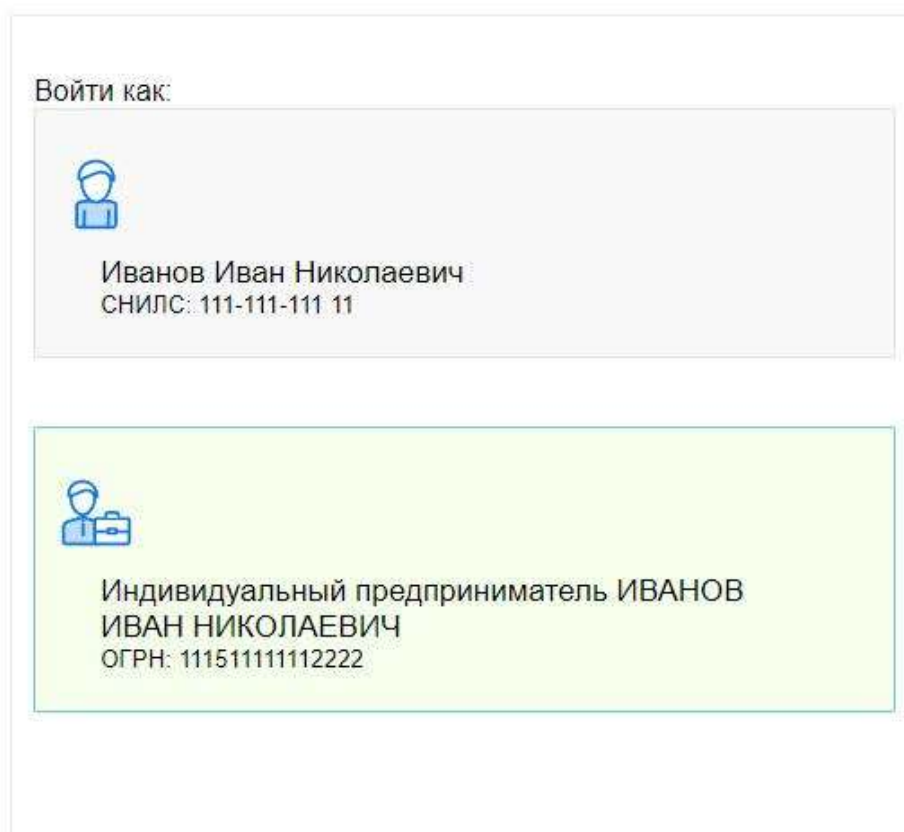 Войти как:
Иванов Иван Николаевич
СНИЛС: 111-111-111 11
Индивидуальный предприниматель ИВАНОВ
ИВАН НИКОЛАЕВИЧ
ОГРН: 111511111112222